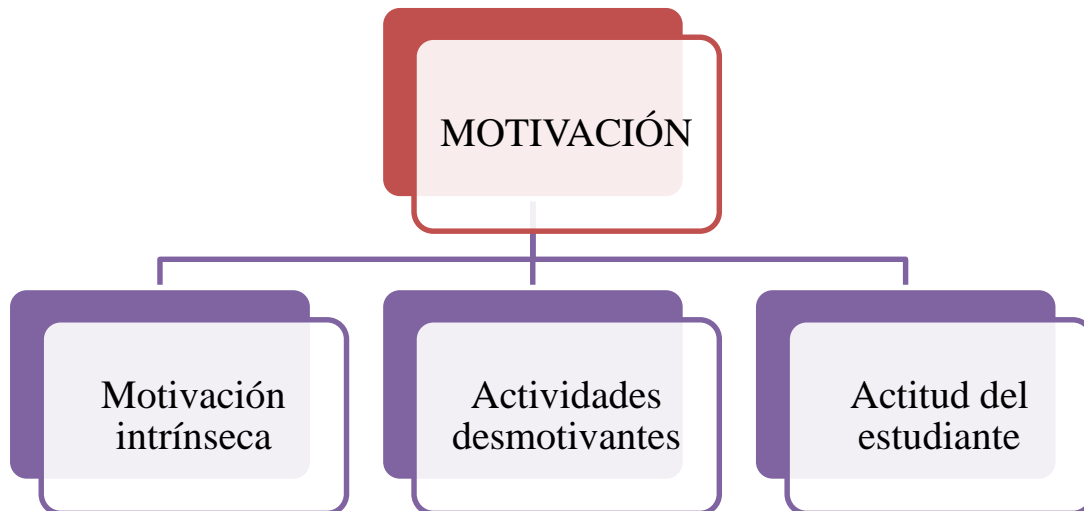 MOTIVACIÓN
Motivación
intrínseca
Actividades
desmotivantes
Actitud del
estudiante